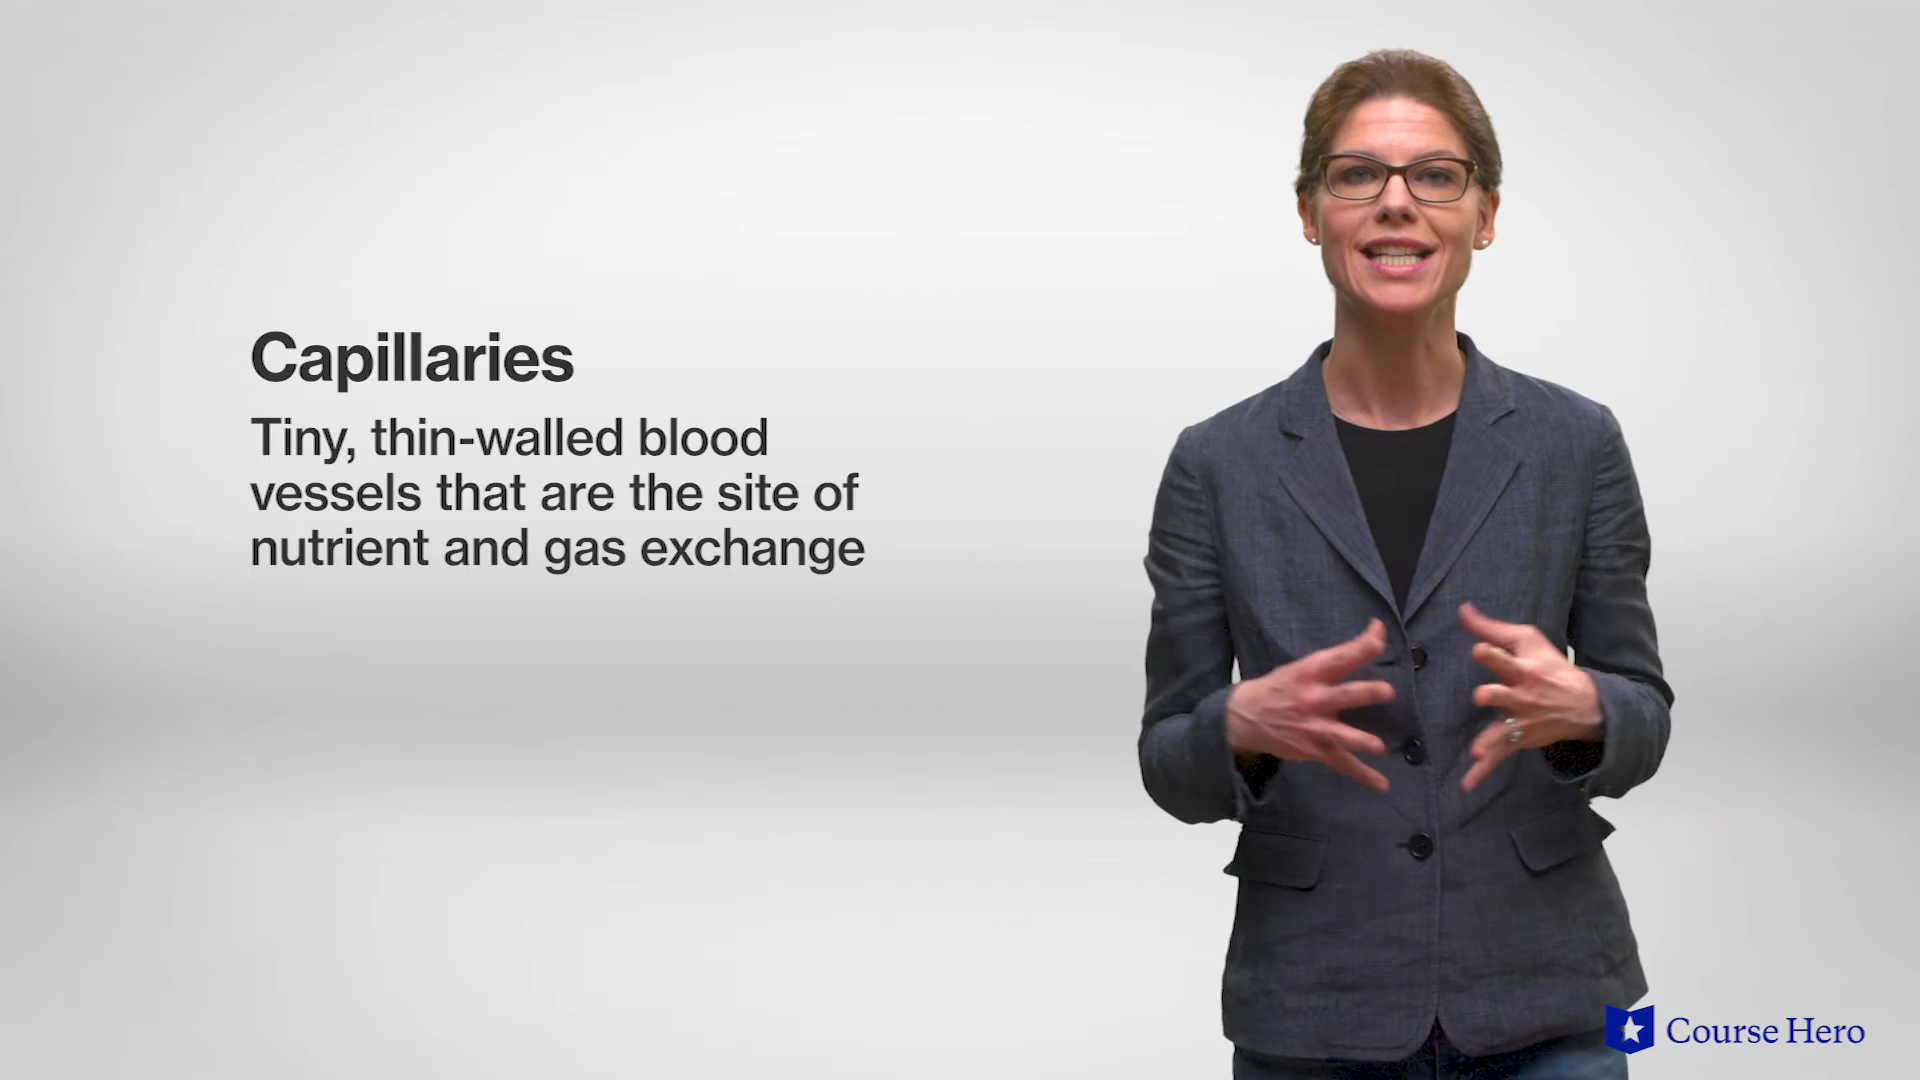 Capillaries
Tiny, thin-walled blood
vessels that are the site of
nutrient and gas exchange
Course Hero